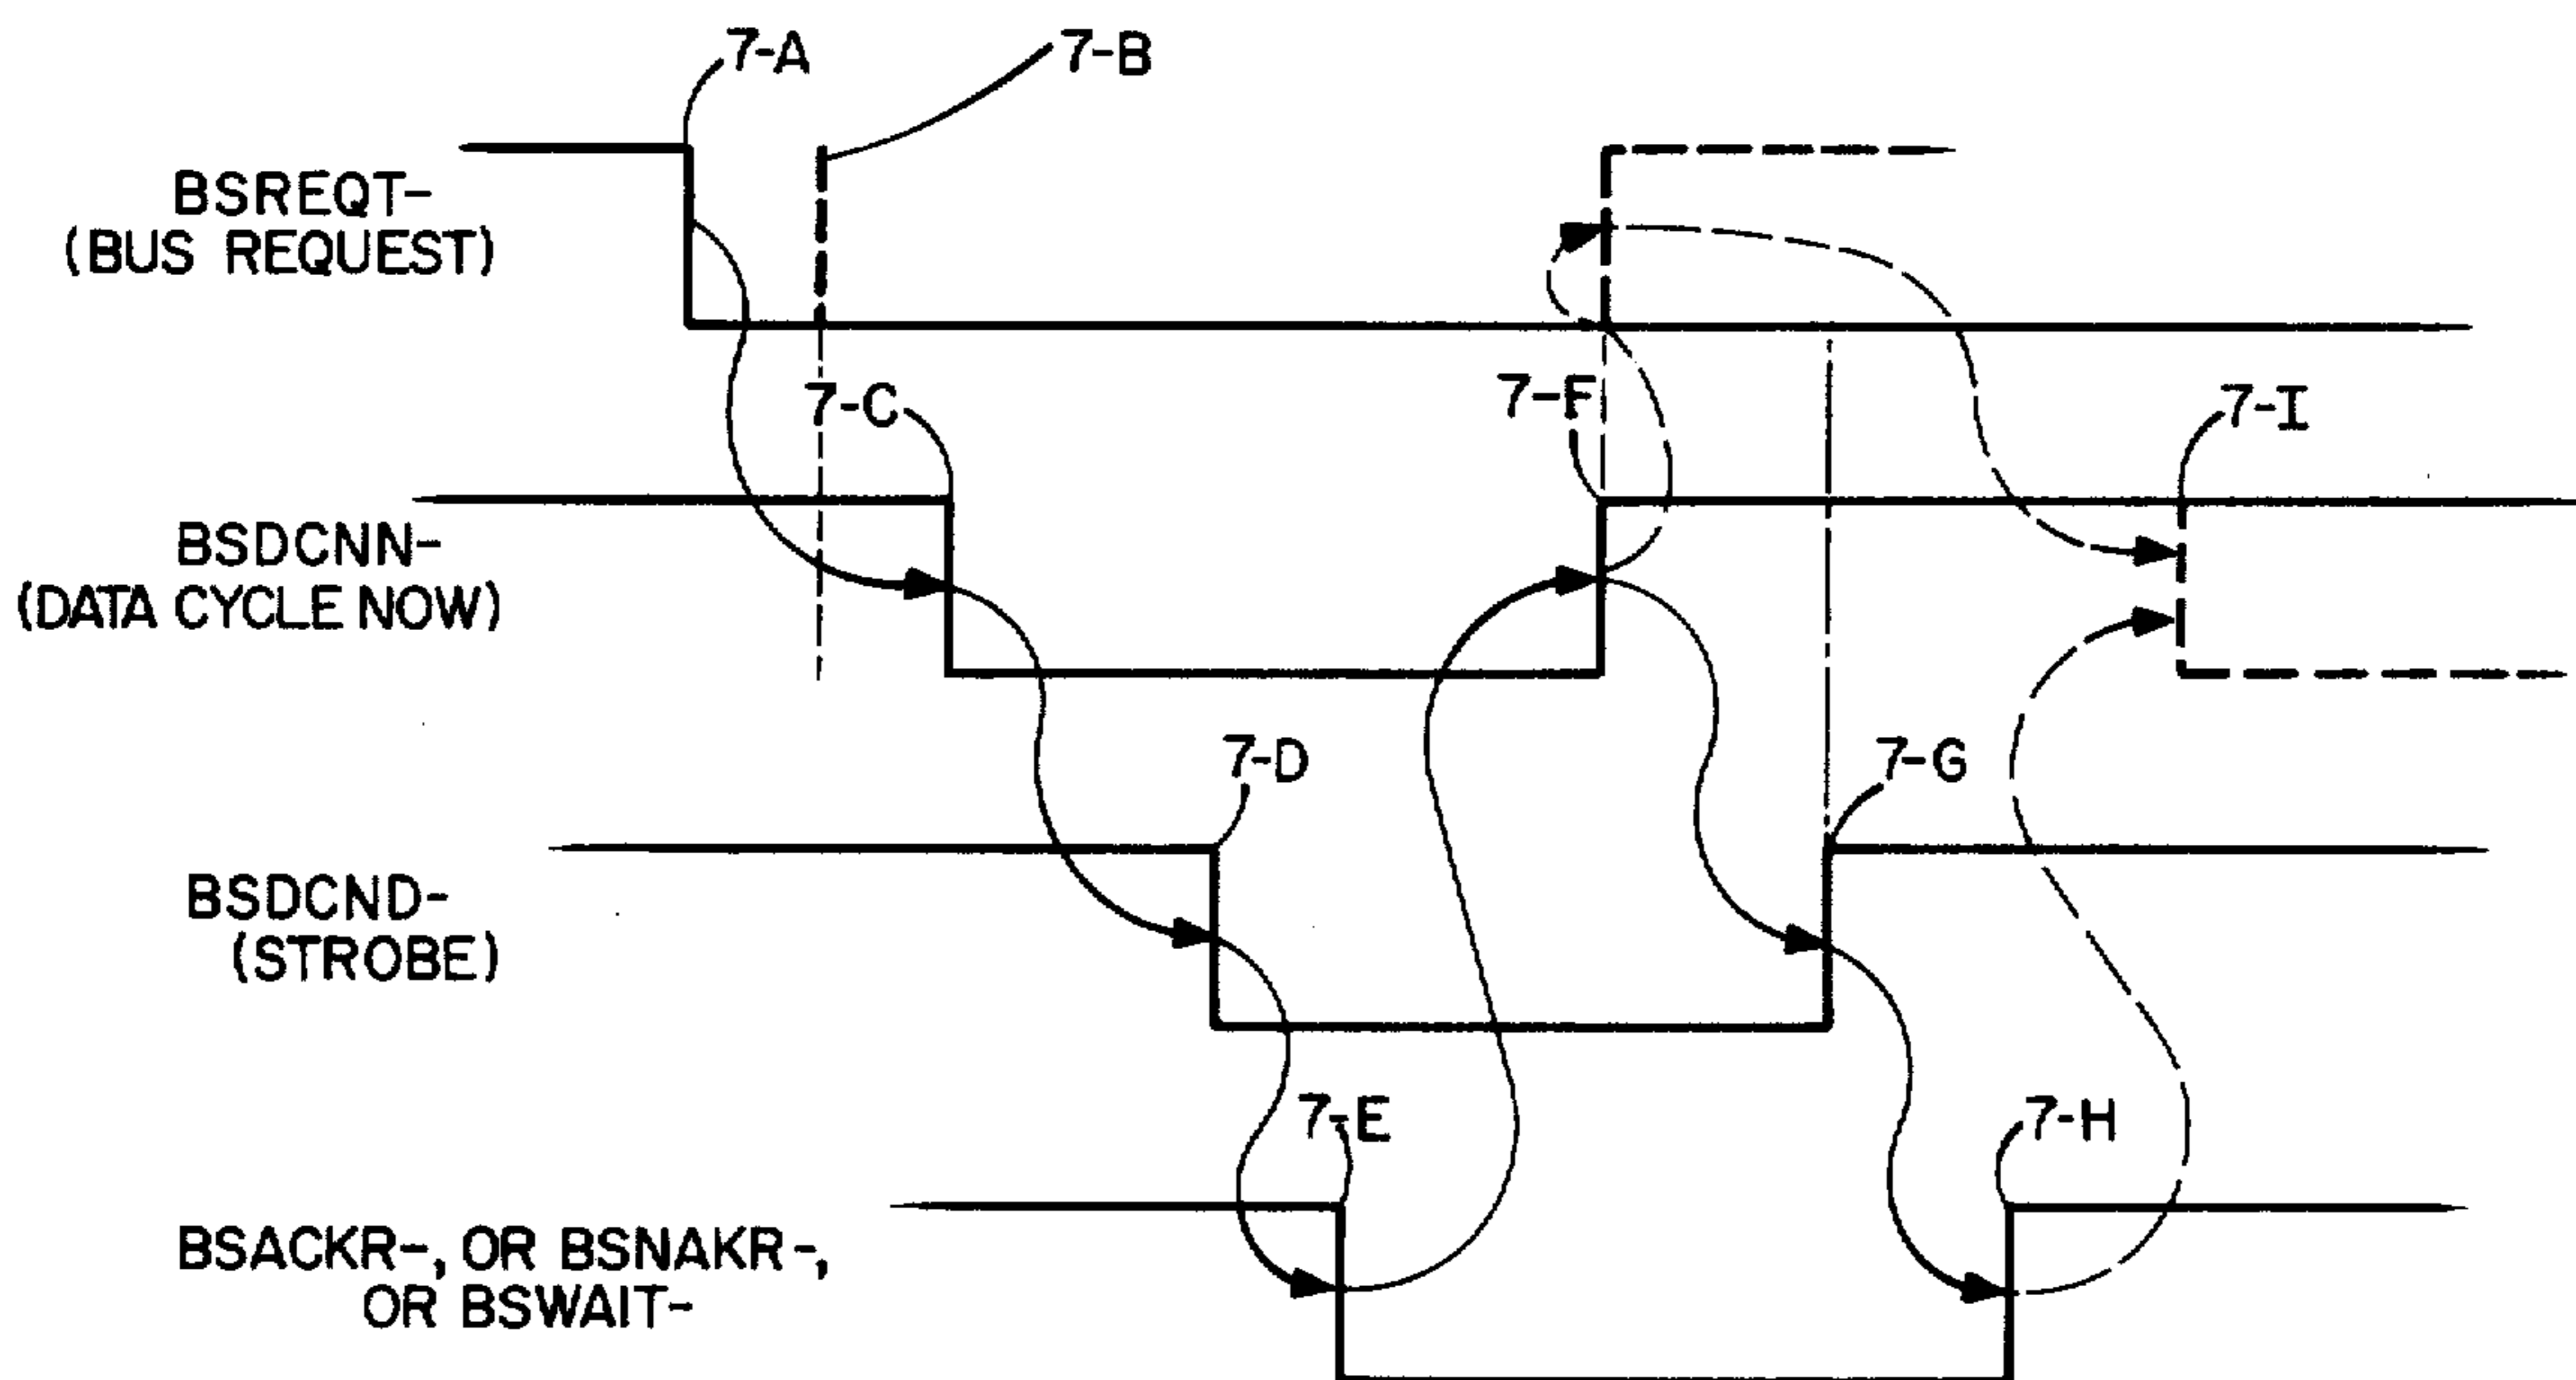 7-A
7-B
BSREQT-
(BUS REQUEST)
7-C
7-F
7-I
BSDCNN-
(DATA CYCLE NOW)
7-D
7-G
BSDCND-
(STROBE)
7-E
7-H
BSACKR-, OR BSNAKR-,
OR BSWAIT-